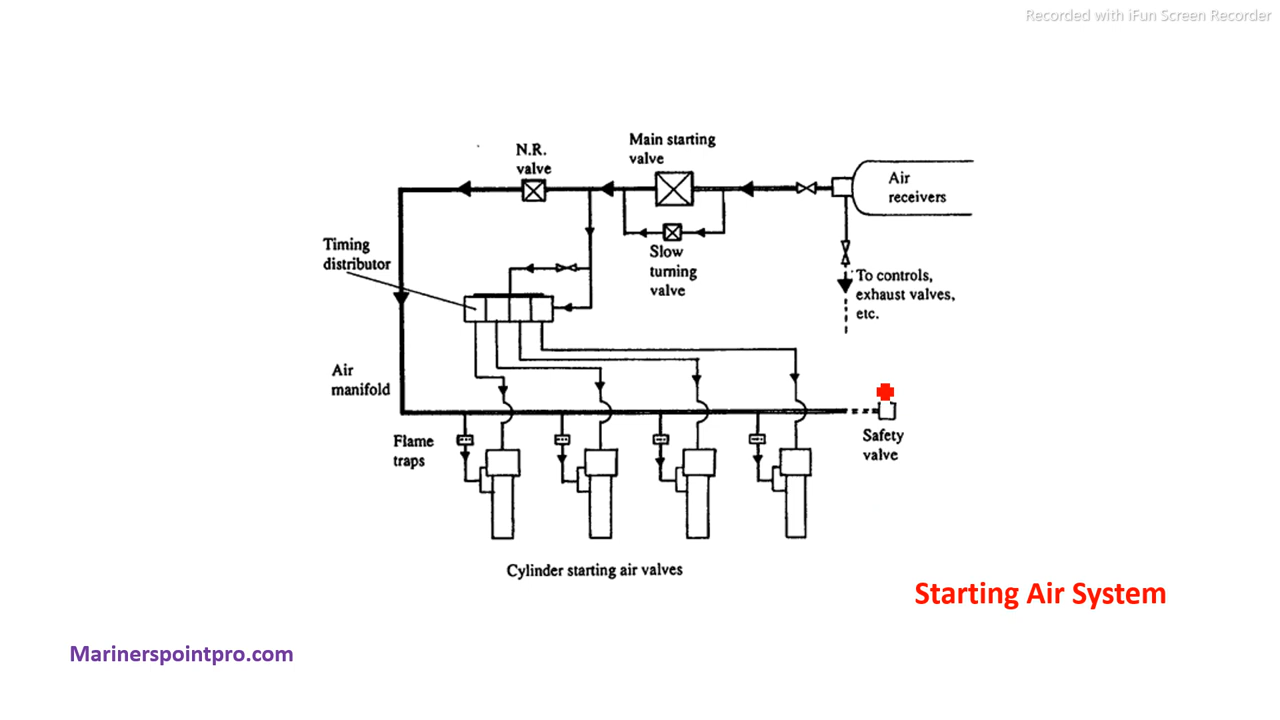 Recorded with iFun Screen Recorder
Main starting
valve
N.R.
valve
Air
receivers
Timing
distributor
Slow
turning
valve
To controls,
exhaust valves,
etc.
Air
manifold
Flame
traps
Safety
valve
Cylinder starting air valves
Starting Air System
Marinerspointpro.com